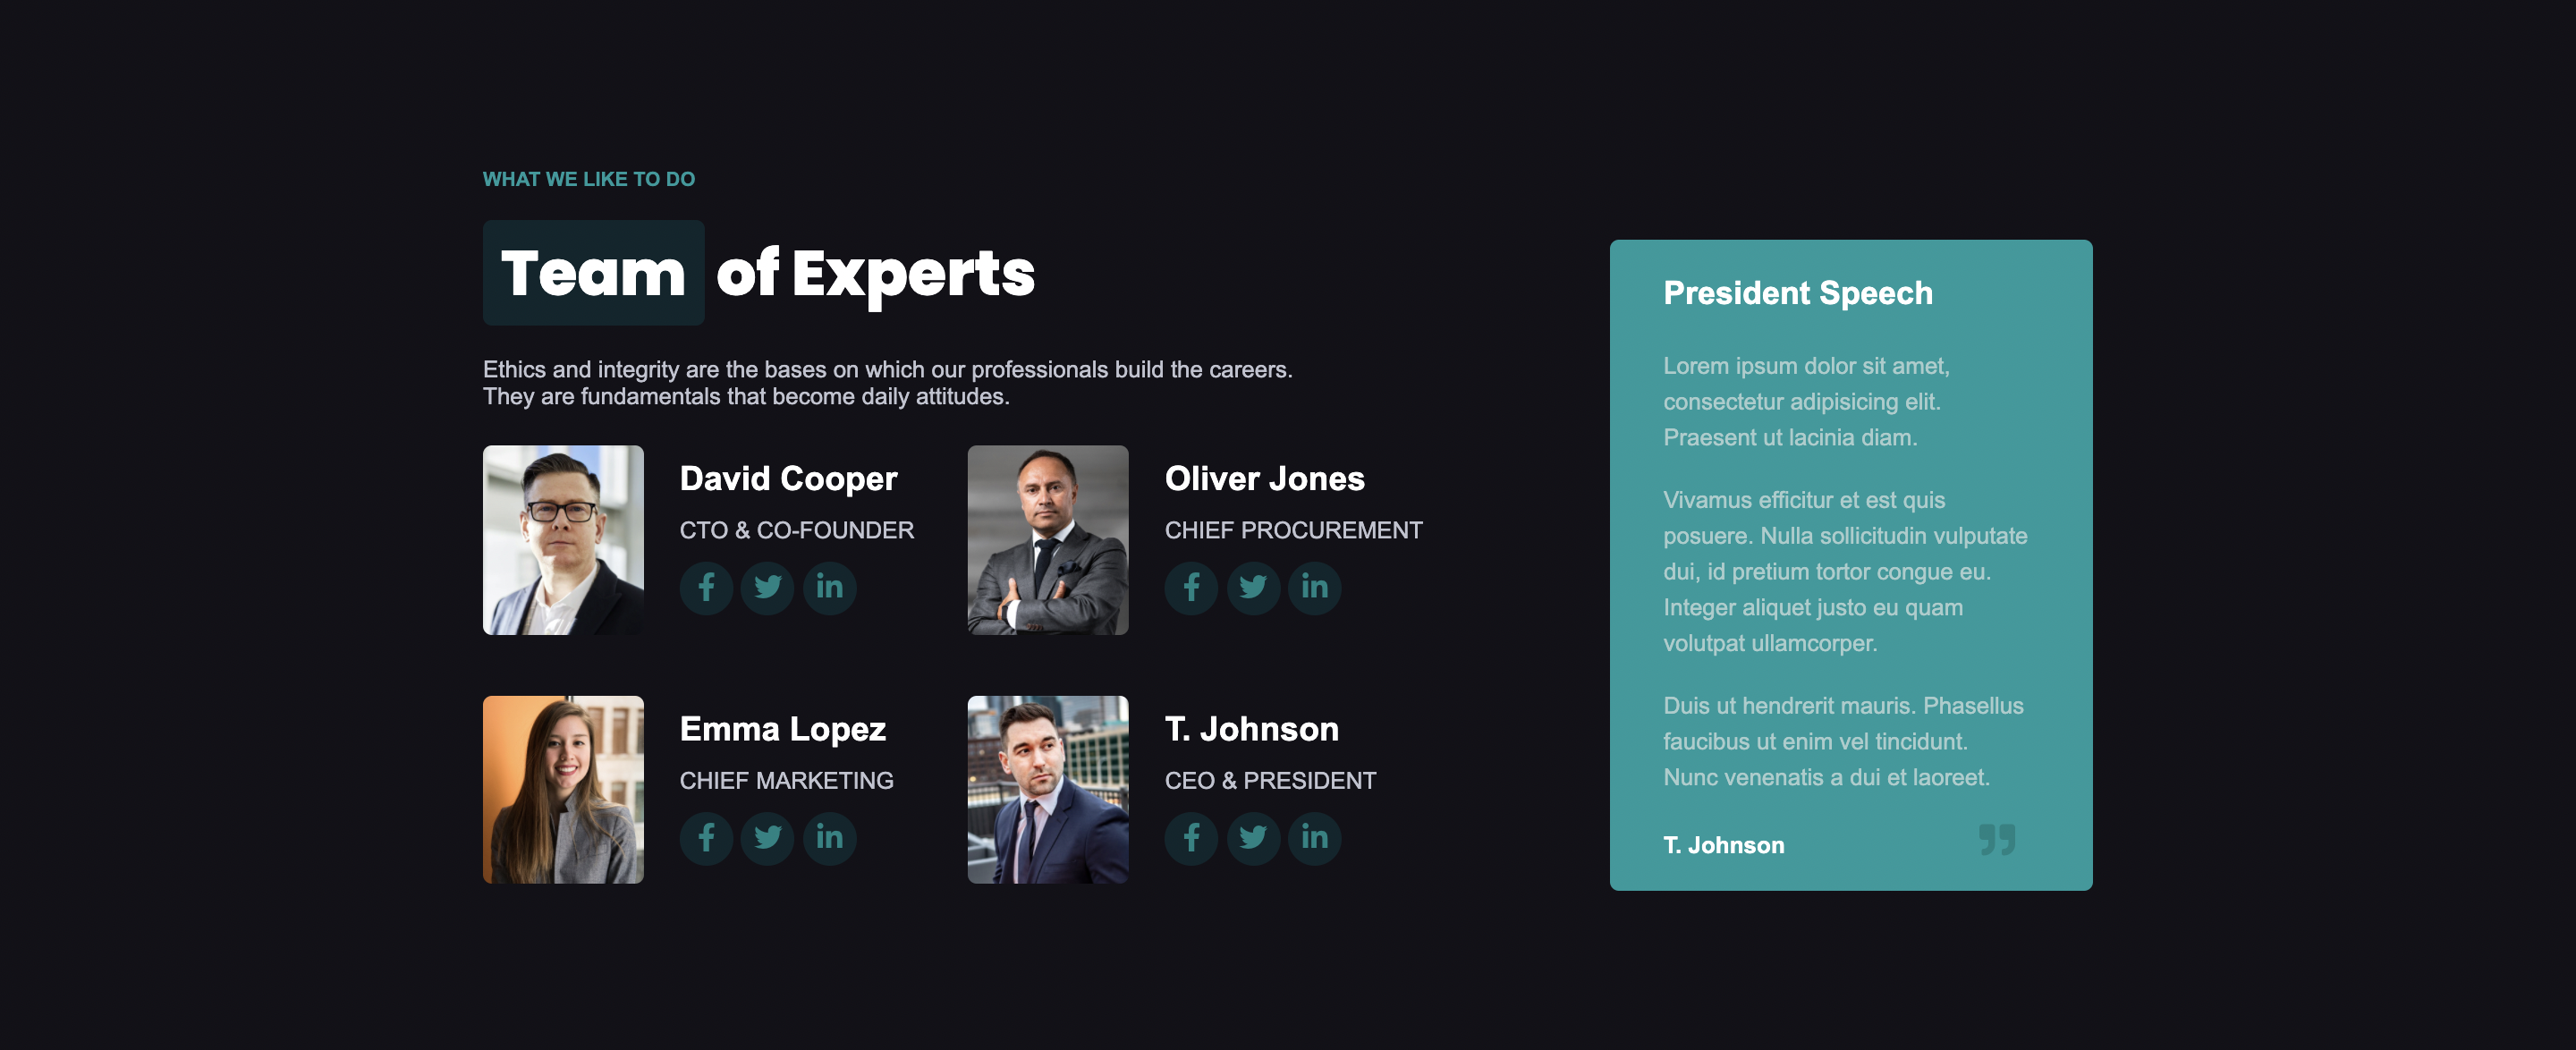 WHAT WE LIKE TO DO
Team of Experts
Ethics and integrity are the bases on which our professionals build the careers.
They are fundamentals that become daily attitudes.
David Cooper
CTO & CO-FOUNDER
Oliver Jones
CHIEF PROCUREMENT
Emma Lopez
CHIEF MARKETING
T. Johnson
CEO & PRESIDENT
President Speech
Lorem ipsum dolor sit amet,
consectetur adipisicing elit.
Praesent ut lacinia diam.
Vivamus efficitur et est quis
posuere. Nulla sollicitudin vulputate
dui, id pretium tortor congue eu.
Integer aliquet justo eu quam
volutpat ullamcorper.
Duis ut hendrerit mauris. Phasellus
faucibus ut enim vel tincidunt.
Nunc venenatis a dui et laoreet.
T. Johnson